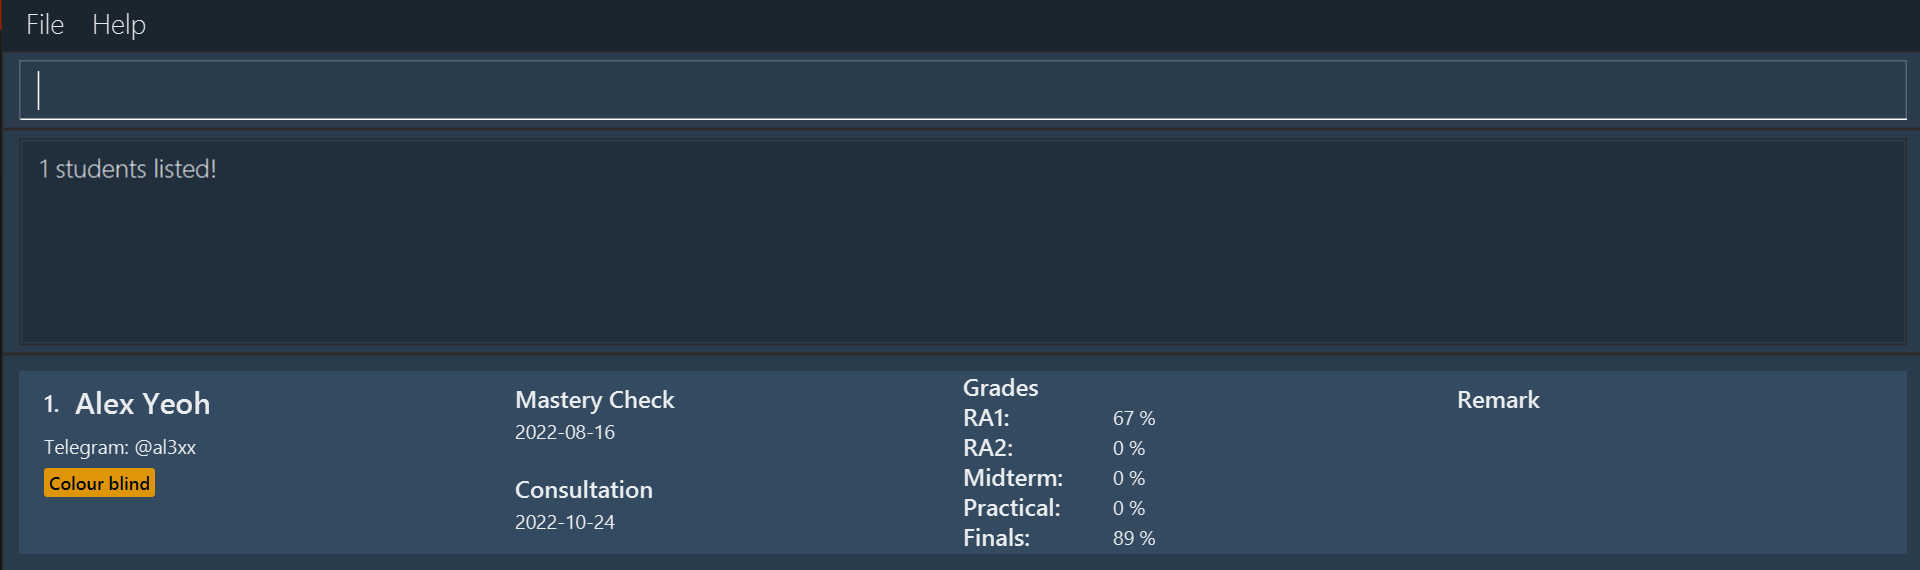 File Help
1 students listed!
1. Alex Yeoh
Telegram: @al3xx
Colour blind
Mastery Check
2022-08-16
Consultation
2022-10-24
Grades
RA1: 67 %
RA2: 0 %
Midterm: 0 %
Practical: 0 %
Finals: 89 %
Remark